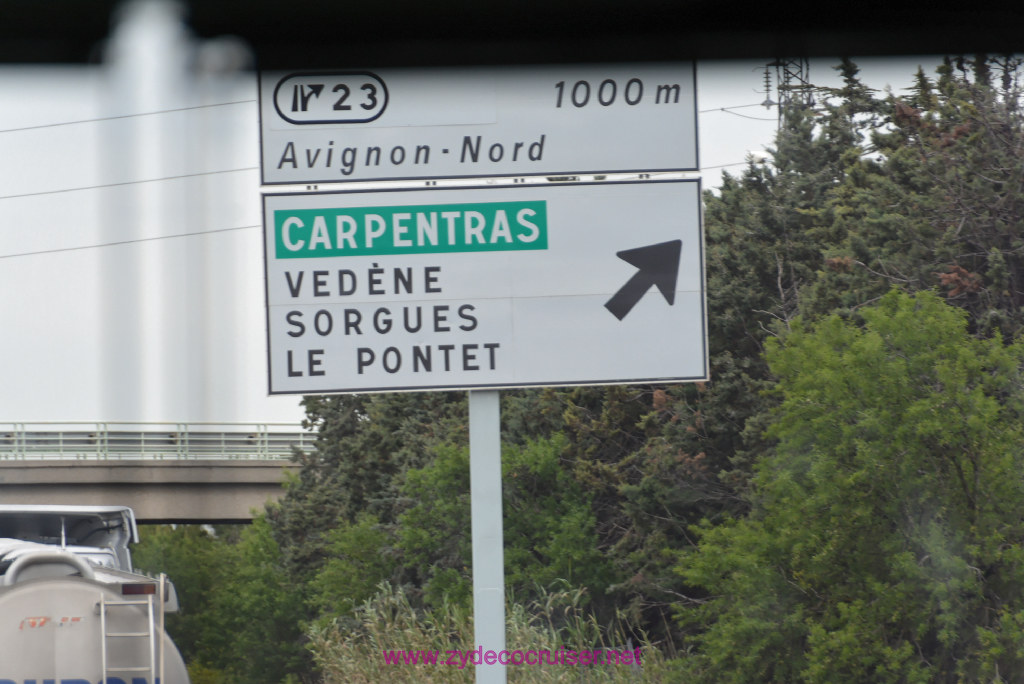 23 1000 m
Avignon-Nord
CARPENTRAS
VEDÈNE
SORGUES
LE PONTET
www.zydecocruiser.net